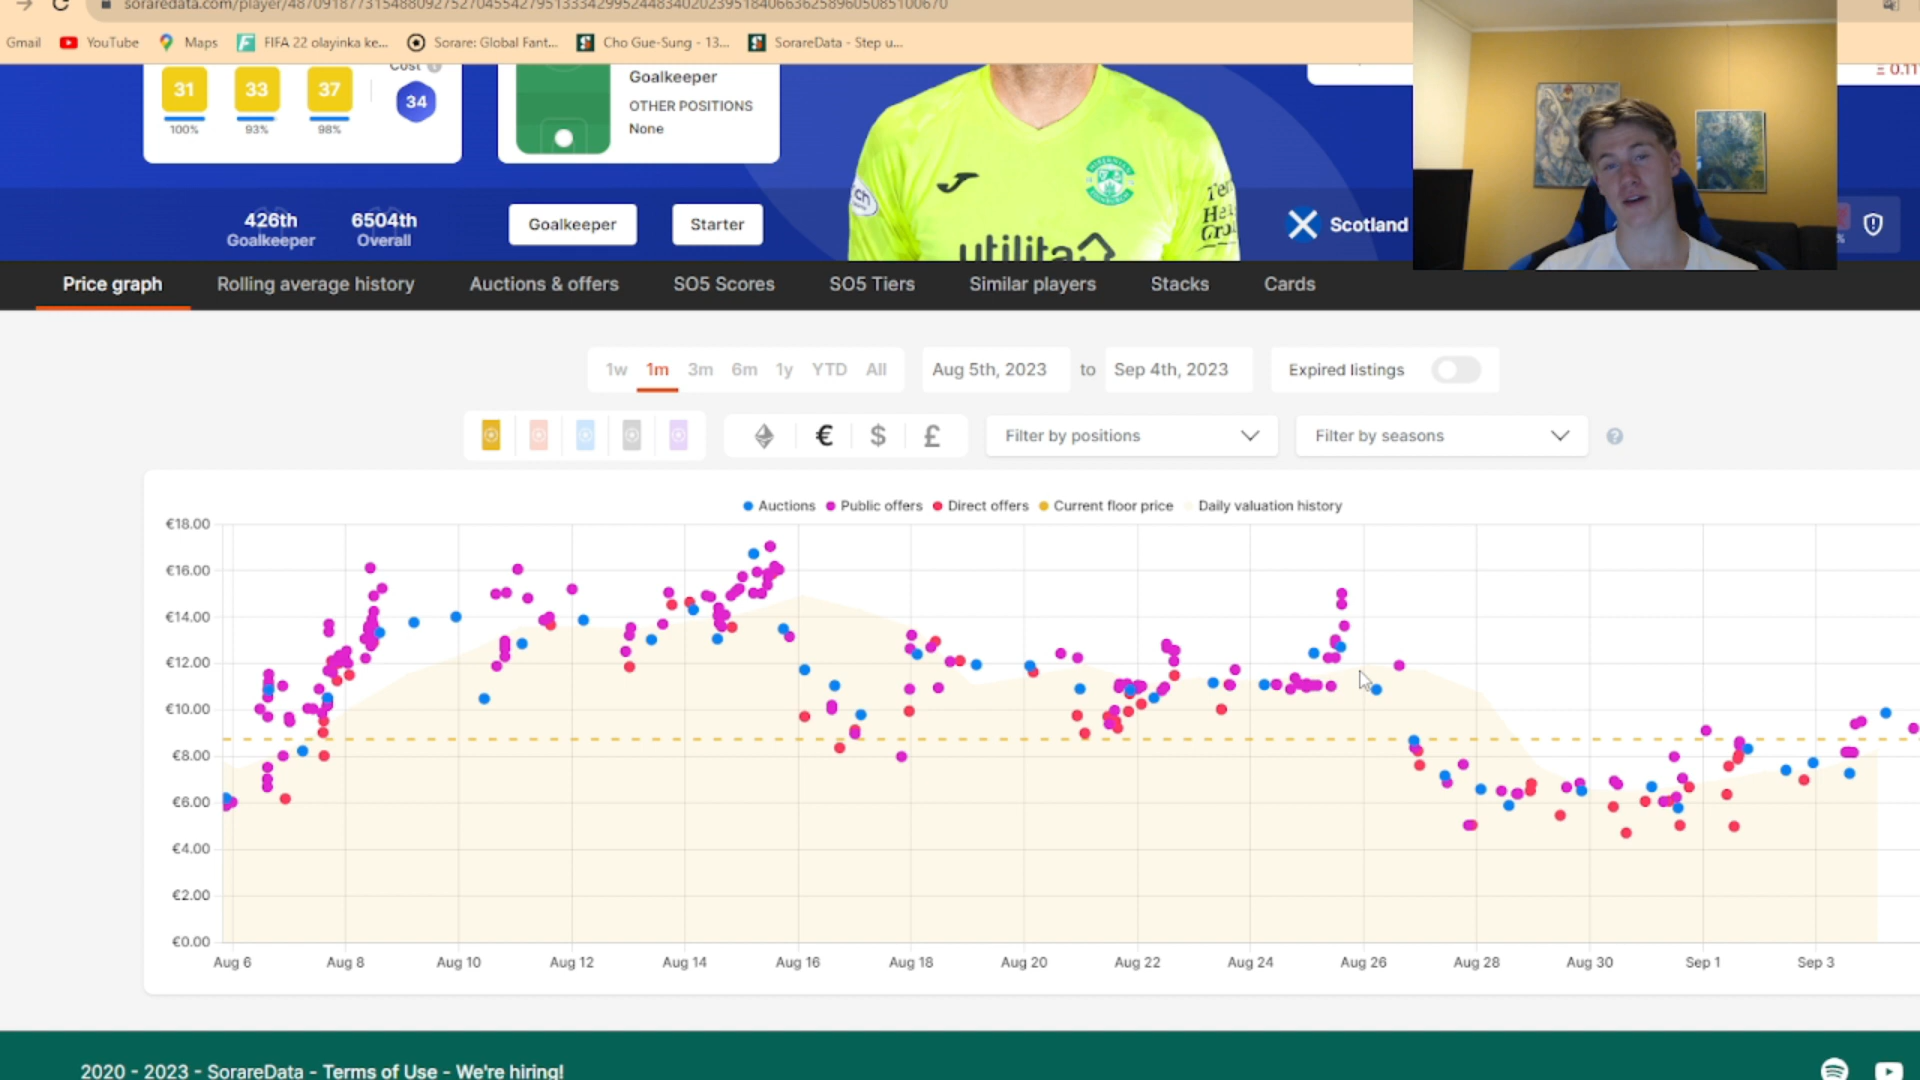 soraredata.com/player/48709187731548809275270455427951333429952448340202395184066362589605085100670
Gmail YouTube Maps FIFA 22 olayinka ke... Sorare: Global Fant... Cho Gue-Sung - 13... SorareData - Step u...
Cost
31 33 37 34
100% 93% 98%
Goalkeeper
OTHER POSITIONS
None
Ξ 0.11
426th 6504th
Goalkeeper Overall
Goalkeeper Starter
utilita
Scotland
Price graph Rolling average history Auctions & offers SO5 Scores SO5 Tiers Similar players Stacks Cards
1w 1m 3m 6m 1y YTD All Aug 5th, 2023 to Sep 4th, 2023 Expired listings
€ $ £ Filter by positions Filter by seasons ?
Auctions Public offers Direct offers Current floor price Daily valuation history
€18.00
€16.00
€14.00
€12.00
€10.00
€8.00
€6.00
€4.00
€2.00
€0.00
Aug 6 Aug 8 Aug 10 Aug 12 Aug 14 Aug 16 Aug 18 Aug 20 Aug 22 Aug 24 Aug 26 Aug 28 Aug 30 Sep 1 Sep 3
2020 - 2023 - SorareData - Terms of Use - We're hiring!